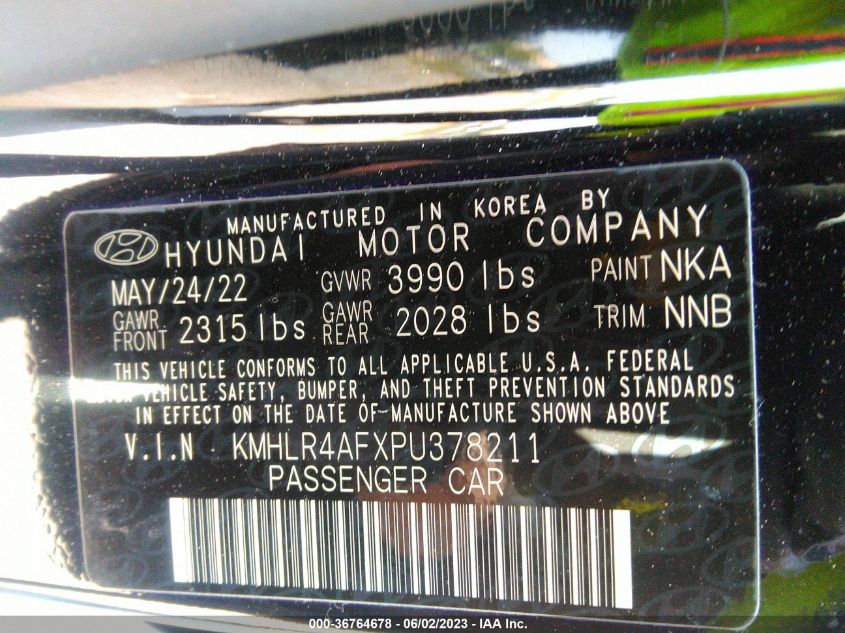 MANUFACTURED IN KOREA BY
HYUNDAI MOTOR COMPANY
MAY/24/22 GVWR 3990 lbs PAINT NKA
GAWR FRONT 2315 lbs GAWR REAR 2028 lbs TRIM NNB
THIS VEHICLE CONFORMS TO ALL APPLICABLE U.S.A. FEDERAL
MOTOR VEHICLE SAFETY, BUMPER, AND THEFT PREVENTION STANDARDS
IN EFFECT ON THE DATE OF MANUFACTURE SHOWN ABOVE
V.I.N KMHLR4AFXPU378211
PASSENGER CAR
000-36764678 - 06/02/2023 - IAA Inc.